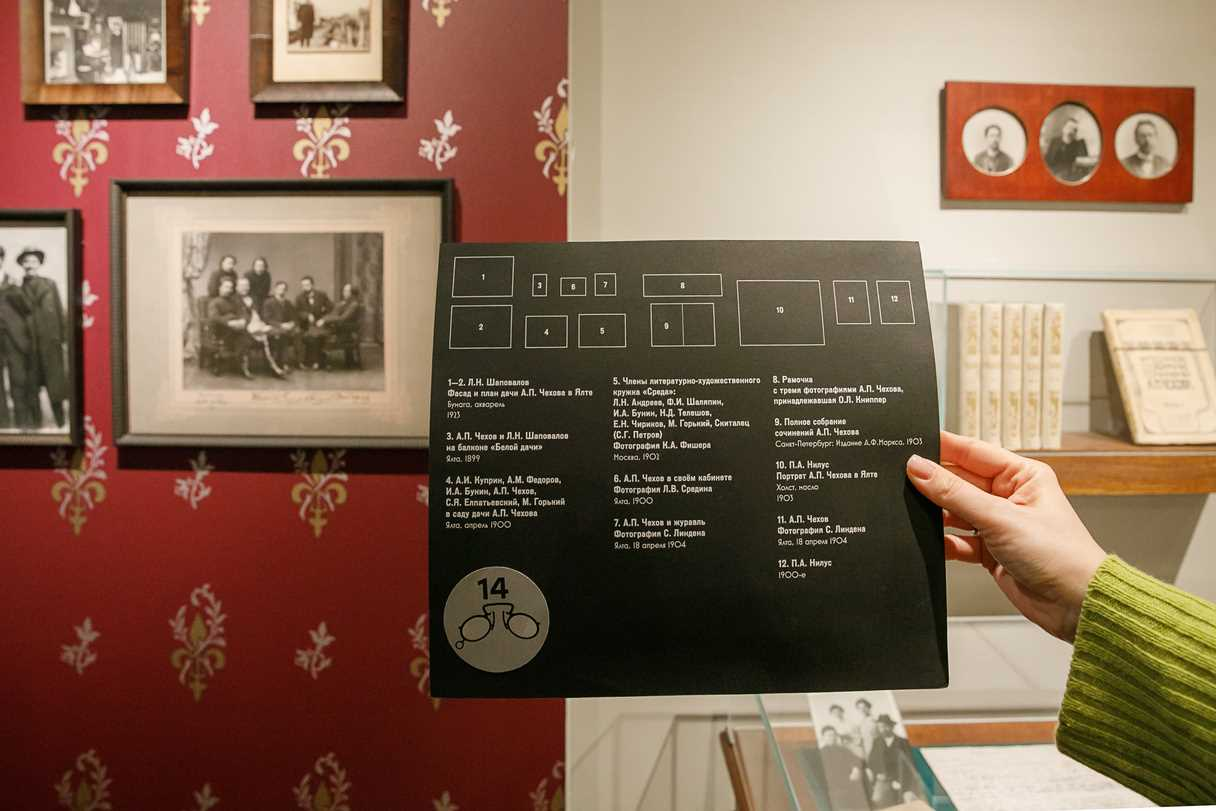 1
2
3
6
7
4
5
8
9
10
11
12
1—2. Л.Н. Шаповалов
Фасад и план дачи А.П. Чехова в Ялте
Бумага, акварель
1923
3. А.П. Чехов и Л.Н. Шаповалов
на балконе «Белой дачи»
Ялта, 1899
4. А.И. Куприн, А.М. Федоров,
И.А. Бунин, А.П. Чехов,
С.Я. Елпатьевский, М. Горький
в саду дачи А.П. Чехова
Ялта, апрель 1900
5. Члены литературно-художественного
кружка «Среда»:
Л.Н. Андреев, Ф.И. Шаляпин,
И.А. Бунин, Н.Д. Телешов,
Е.Н. Чириков, М. Горький, Скиталец
(С.Г. Петров)
Фотография К.А. Фишера
Москва, 1902
6. А.П. Чехов в своём кабинете
Фотография Л.В. Средина
Ялта, 1900
7. А.П. Чехов и журавль
Фотография С. Линдена
Ялта, 18 апреля 1904
8. Рамочка
с тремя фотографиями А.П. Чехова,
принадлежавшая О.Л. Книппер
9. Полное собрание
сочинений А.П. Чехова
Санкт-Петербург: Издание А.Ф.Маркса. 1903
10. П.А. Нилус
Портрет А.П. Чехова в Ялте
Холст, масло
1903
11. А.П. Чехов
Фотография С. Линдена
Ялта, 18 апреля 1904
12. П.А. Нилус
1900-е
14